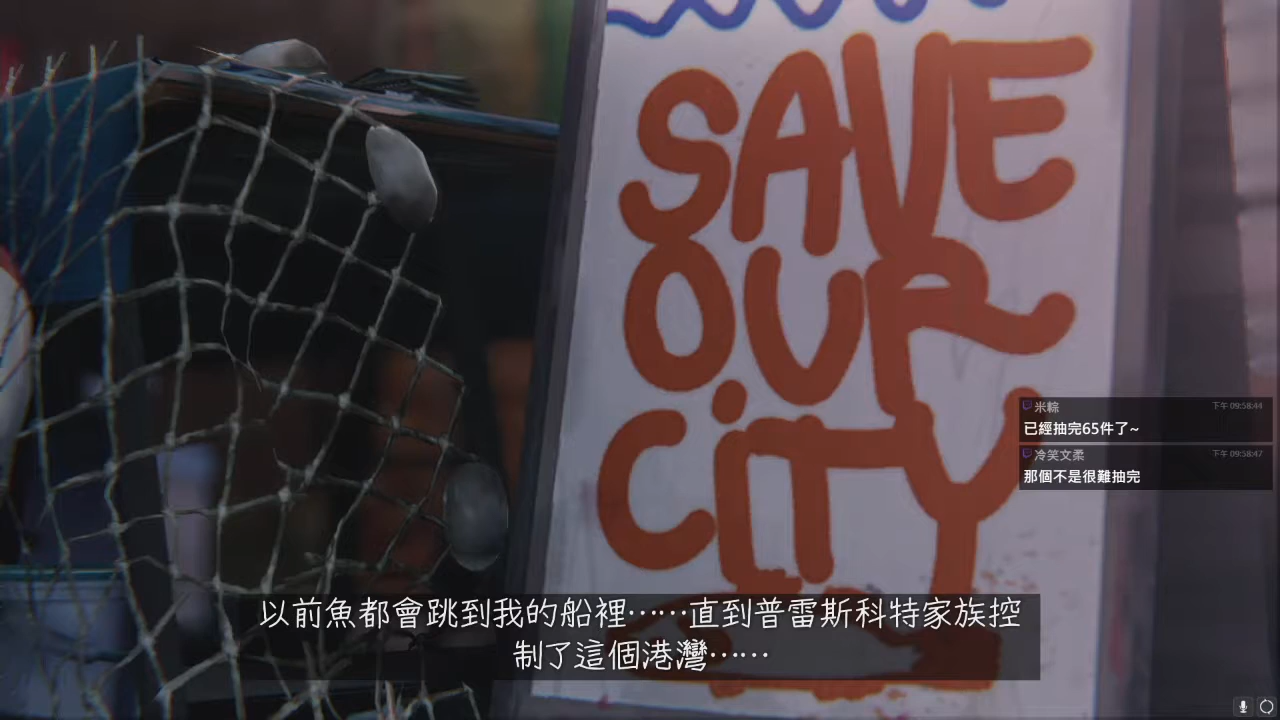 SAVE
OUR
CITY
米粽
下午 09:58:44
已經抽完65件了~
冷笑文柔
下午 09:58:47
那個不是很難抽完
以前魚都會跳到我的船裡……直到普雷斯科特家族控
制了這個港灣……